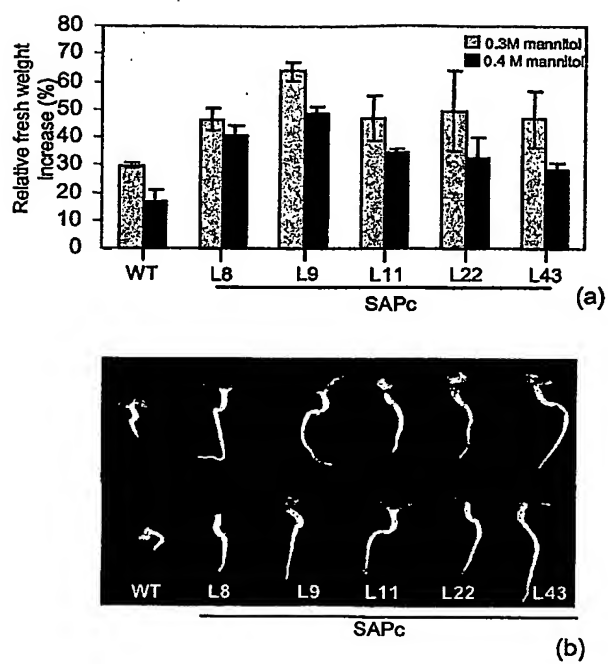 80
70
60
50
40
30
20
10
0
Relative fresh weight
Increase (%)
0.3M mannitol
0.4 M mannitol
WT L8 L9 L11 L22 L43
SAPc
(a)
WT L8 L9 L11 L22 L43
SAPc
(b)